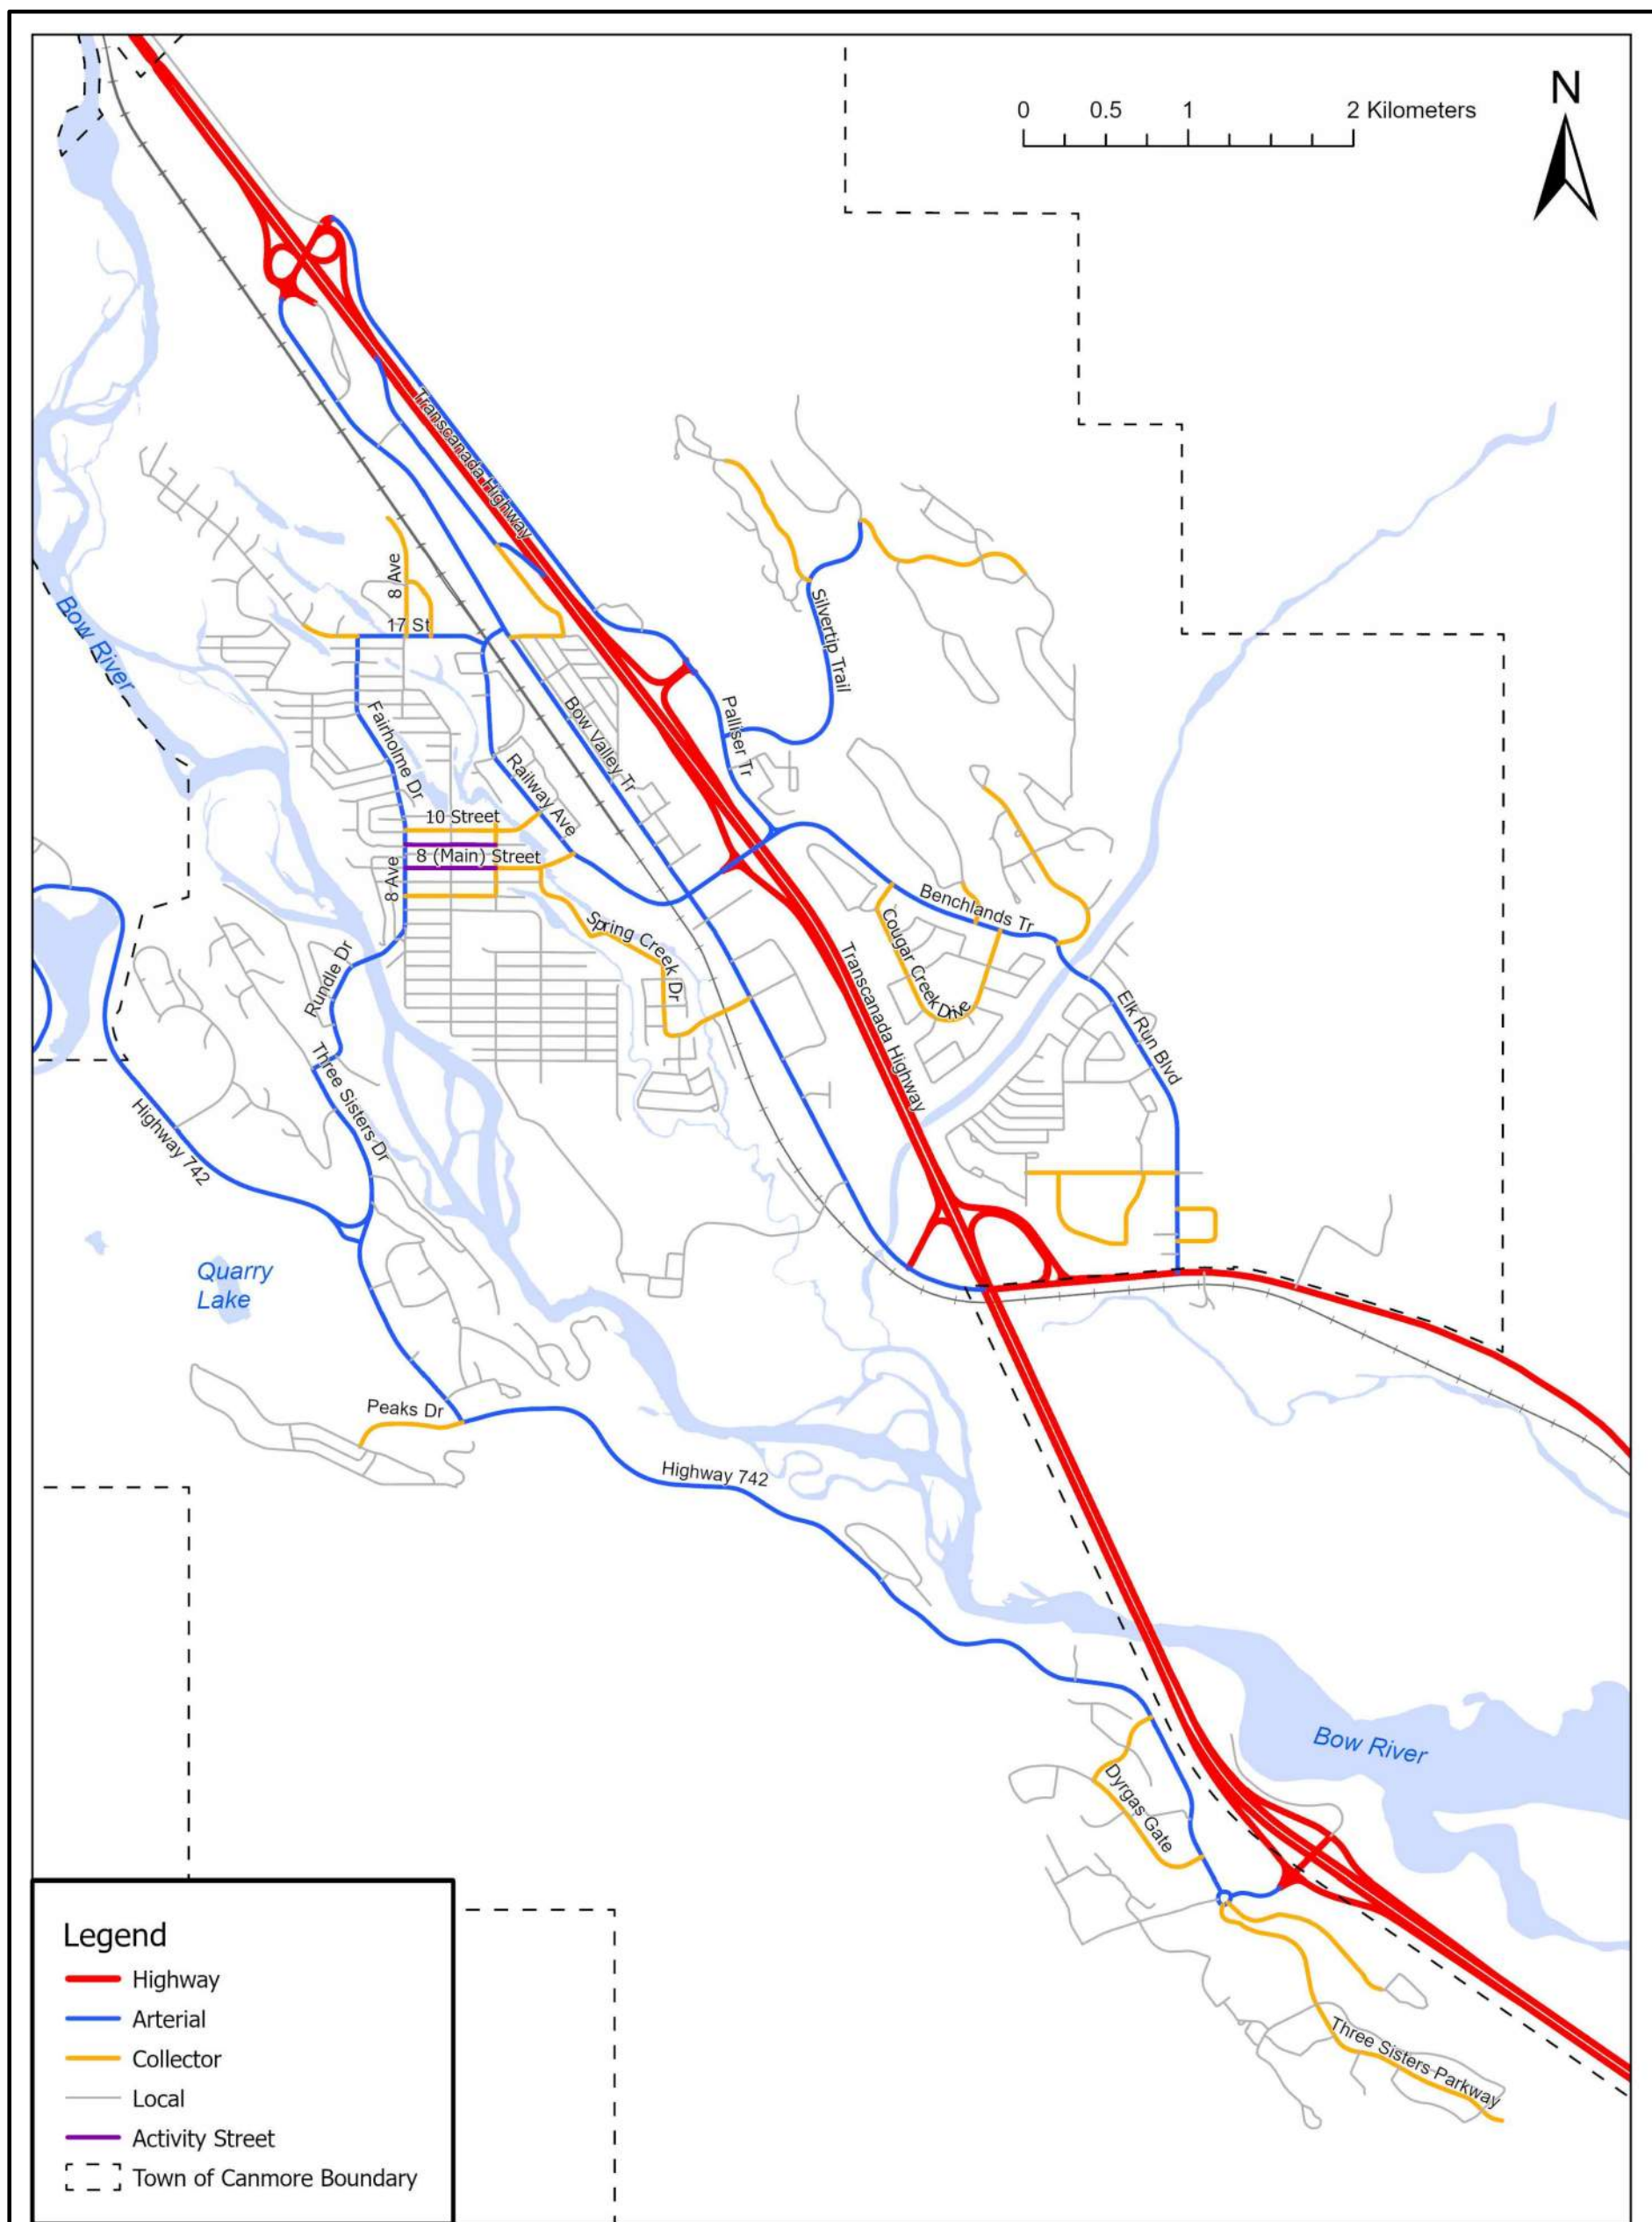 N
0 0.5 1 2 Kilometers
Transcanada Highway
8 Ave
17 St
Bow River
Silvertip Trail
Palliser Tr
Fairholme Dr
Bow Valley Tr
Railway Ave
10 Street
8 (Main) Street
8 Ave
Benchlands Tr
Spring Creek Dr
Cougar Creek Drive
Rundle Dr
Transcanada Highway
Elk Run Blvd
Three Sisters Dr
Highway 742
Quarry
Lake
Peaks Dr
Highway 742
Bow River
Dyrgas Gate
Three Sisters Parkway
Legend
Highway
Arterial
Collector
Local
Activity Street
Town of Canmore Boundary